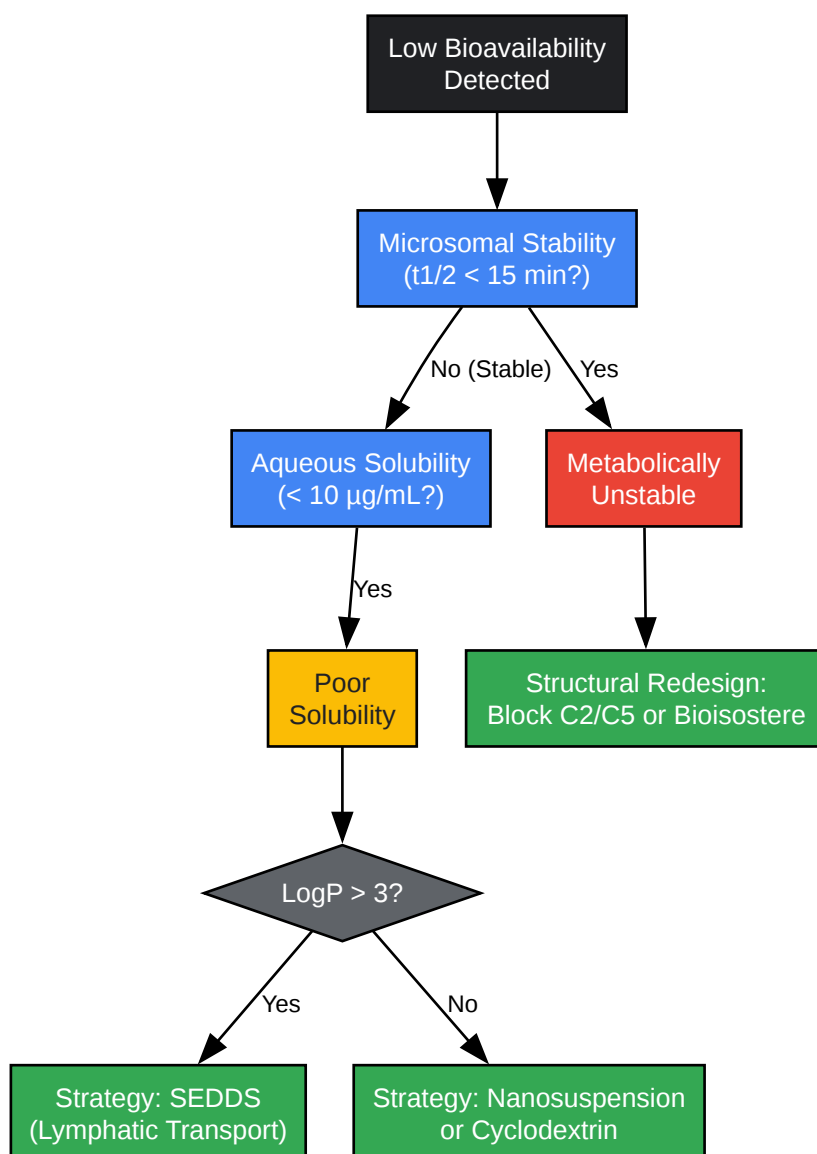 Low Bioavailability
Detected
Microsomal Stability
(t1/2 < 15 min?)
No (Stable)
Yes
Aqueous Solubility
(< 10 µg/mL?)
Metabolically
Unstable
Yes
Poor
Solubility
Structural Redesign:
Block C2/C5 or Bioisostere
LogP > 3?
Yes
No
Strategy: SEDDS
(Lymphatic Transport)
Strategy: Nanosuspension
or Cyclodextrin